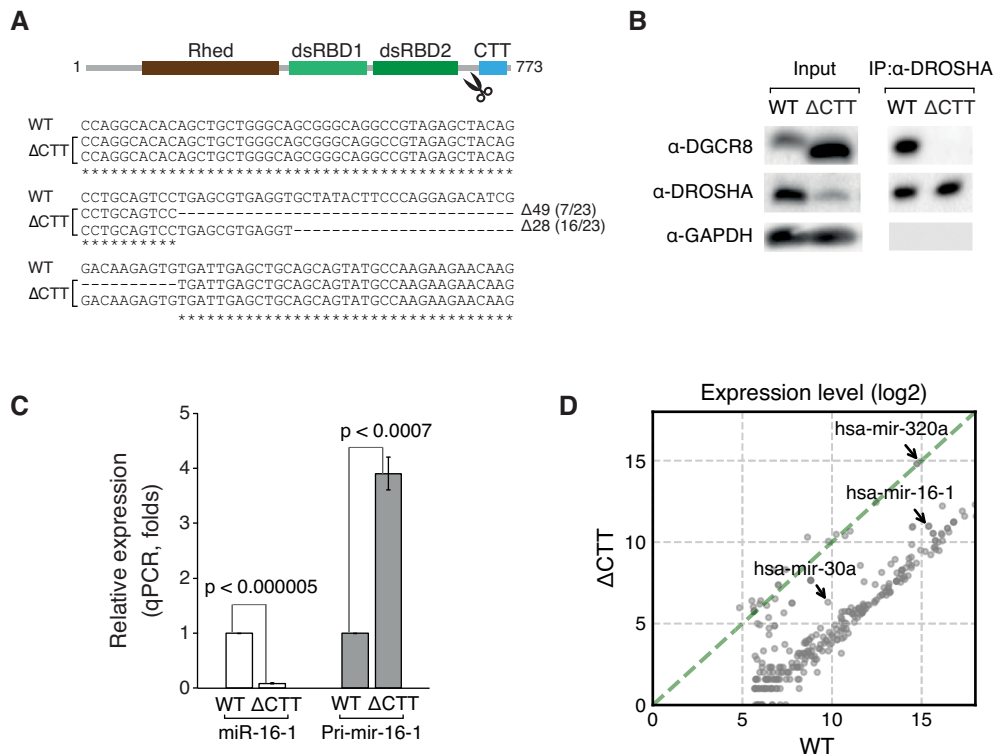 A
Rhed dsRBD1 dsRBD2 CTT
1 773
WT CCAGGCACACAGCTGCTGGGCAGCGGGCAGGCCGTAGAGCTACAG
ΔCTT CCAGGCACACAGCTGCTGGGCAGCGGGCAGGCCGTAGAGCTACAG
CCAGGCACACAGCTGCTGGGCAGCGGGCAGGCCGTAGAGCTACAG
*********************************************
WT CCTGCAGTCCTGAGCGTGAGGTGCTATACTTCCCAGGAGACATCG
ΔCTT CCTGCAGTCC----------------------------------- Δ49 (7/23)
CCTGCAGTCCTGAGCGTGAGGT----------------------- Δ28 (16/23)
**********
WT GACAAGAGTGTGATTGAGCTGCAGCAGTATGCCAAGAAGAACAAG
ΔCTT ----------TGATTGAGCTGCAGCAGTATGCCAAGAAGAACAAG
GACAAGAGTGTGATTGAGCTGCAGCAGTATGCCAAGAAGAACAAG
***********************************
B
Input IP:α-DROSHA
WT ΔCTT WT ΔCTT
α-DGCR8
α-DROSHA
α-GAPDH
C
Relative expression
(qPCR, folds)
5
4
3
2
1
0
p < 0.0007
p < 0.000005
WT ΔCTT WT ΔCTT
miR-16-1 Pri-mir-16-1
D
Expression level (log2)
hsa-mir-320a
hsa-mir-16-1
hsa-mir-30a
ΔCTT
15
10
5
0
0 5 10 15
WT